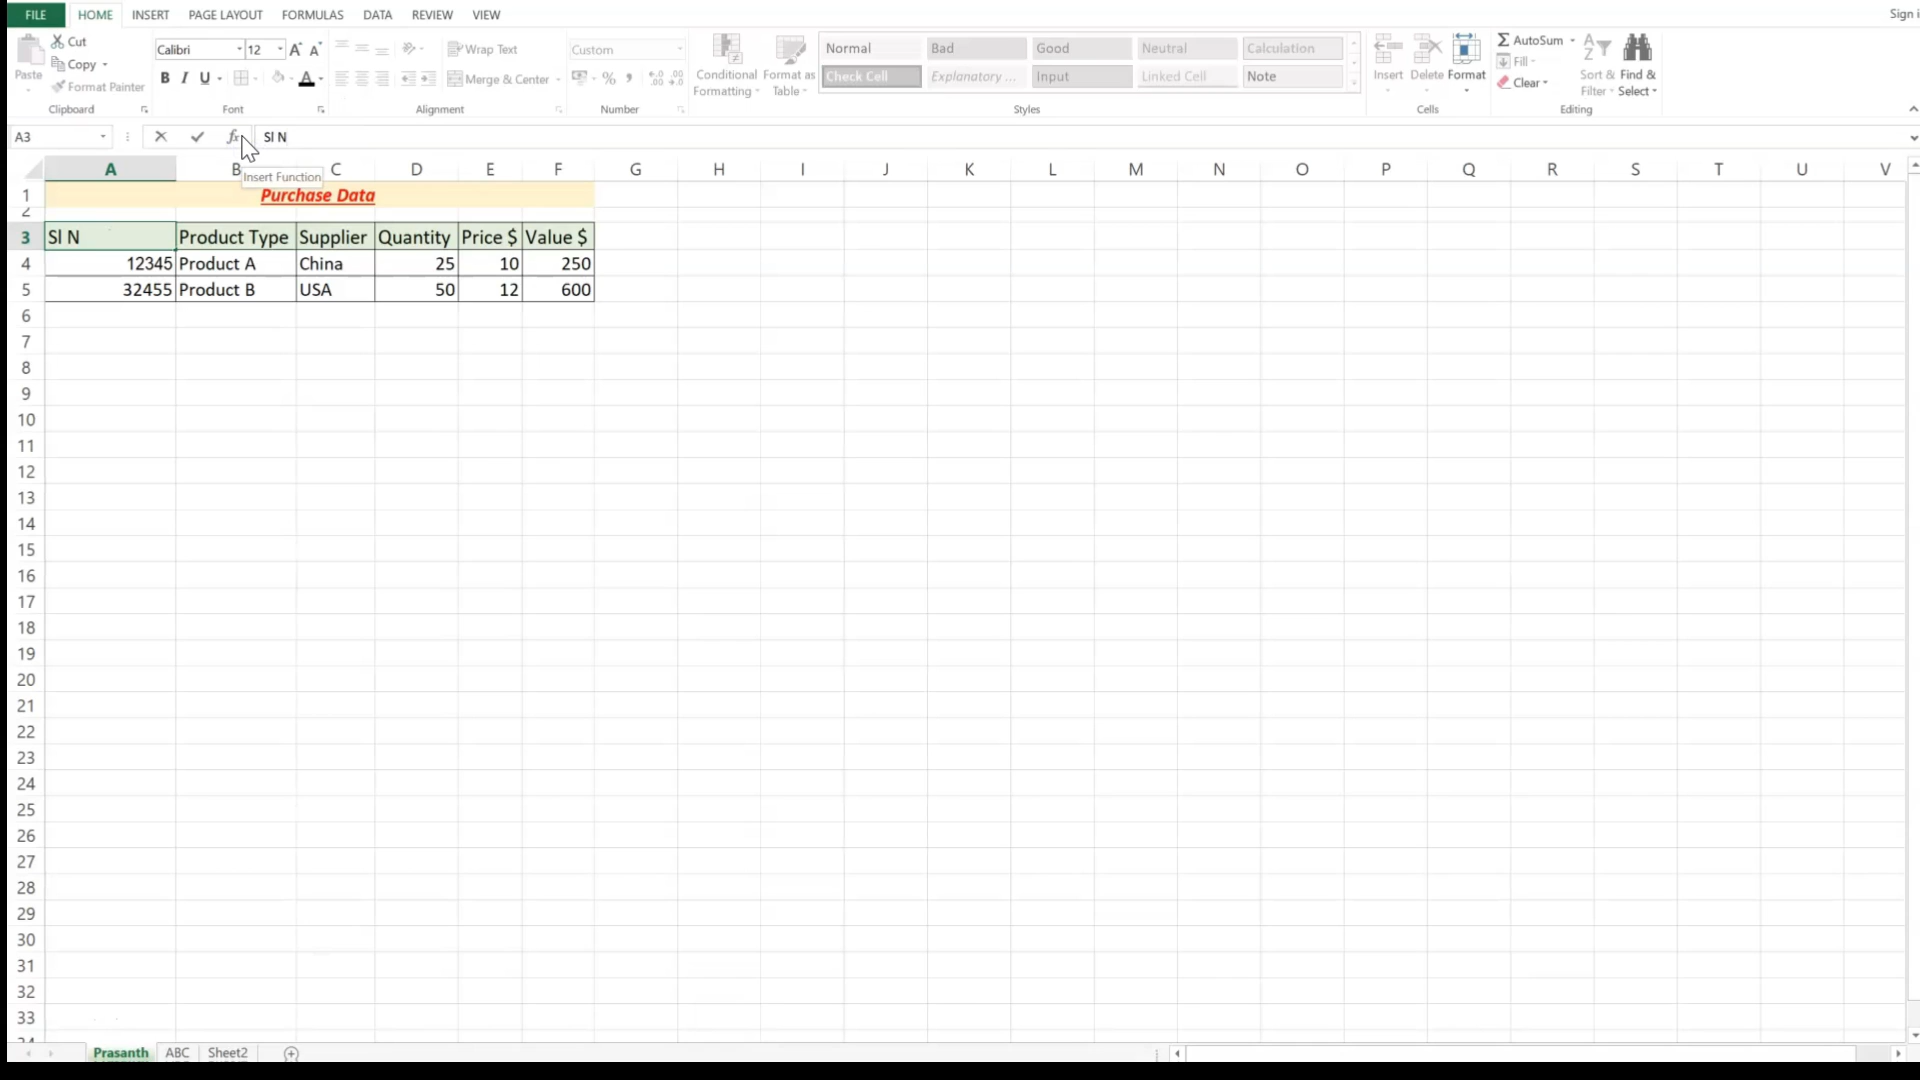 FILE HOME INSERT PAGE LAYOUT FORMULAS DATA REVIEW VIEW Sign i
Cut
Copy
Format Painter
Paste
Clipboard
Calibri 12
B I U
Font
Wrap Text
Merge & Center
Alignment
Custom
%
Number
Conditional Formatting
Format as Table
Normal Bad Good Neutral Calculation
Check Cell Explanatory ... Input Linked Cell Note
Styles
Insert Delete Format
Cells
AutoSum
Fill
Clear
Sort & Filter
Find & Select
Editing
A3 fx Sl N
Insert Function
A B C D E F G H I J K L M N O P Q R S T U V
1 Purchase Data
2
3 Sl N Product Type Supplier Quantity Price $ Value $
4 12345 Product A China 25 10 250
5 32455 Product B USA 50 12 600
6
7
8
9
10
11
12
13
14
15
16
17
18
19
20
21
22
23
24
25
26
27
28
29
30
31
32
33
Prasanth ABC Sheet2